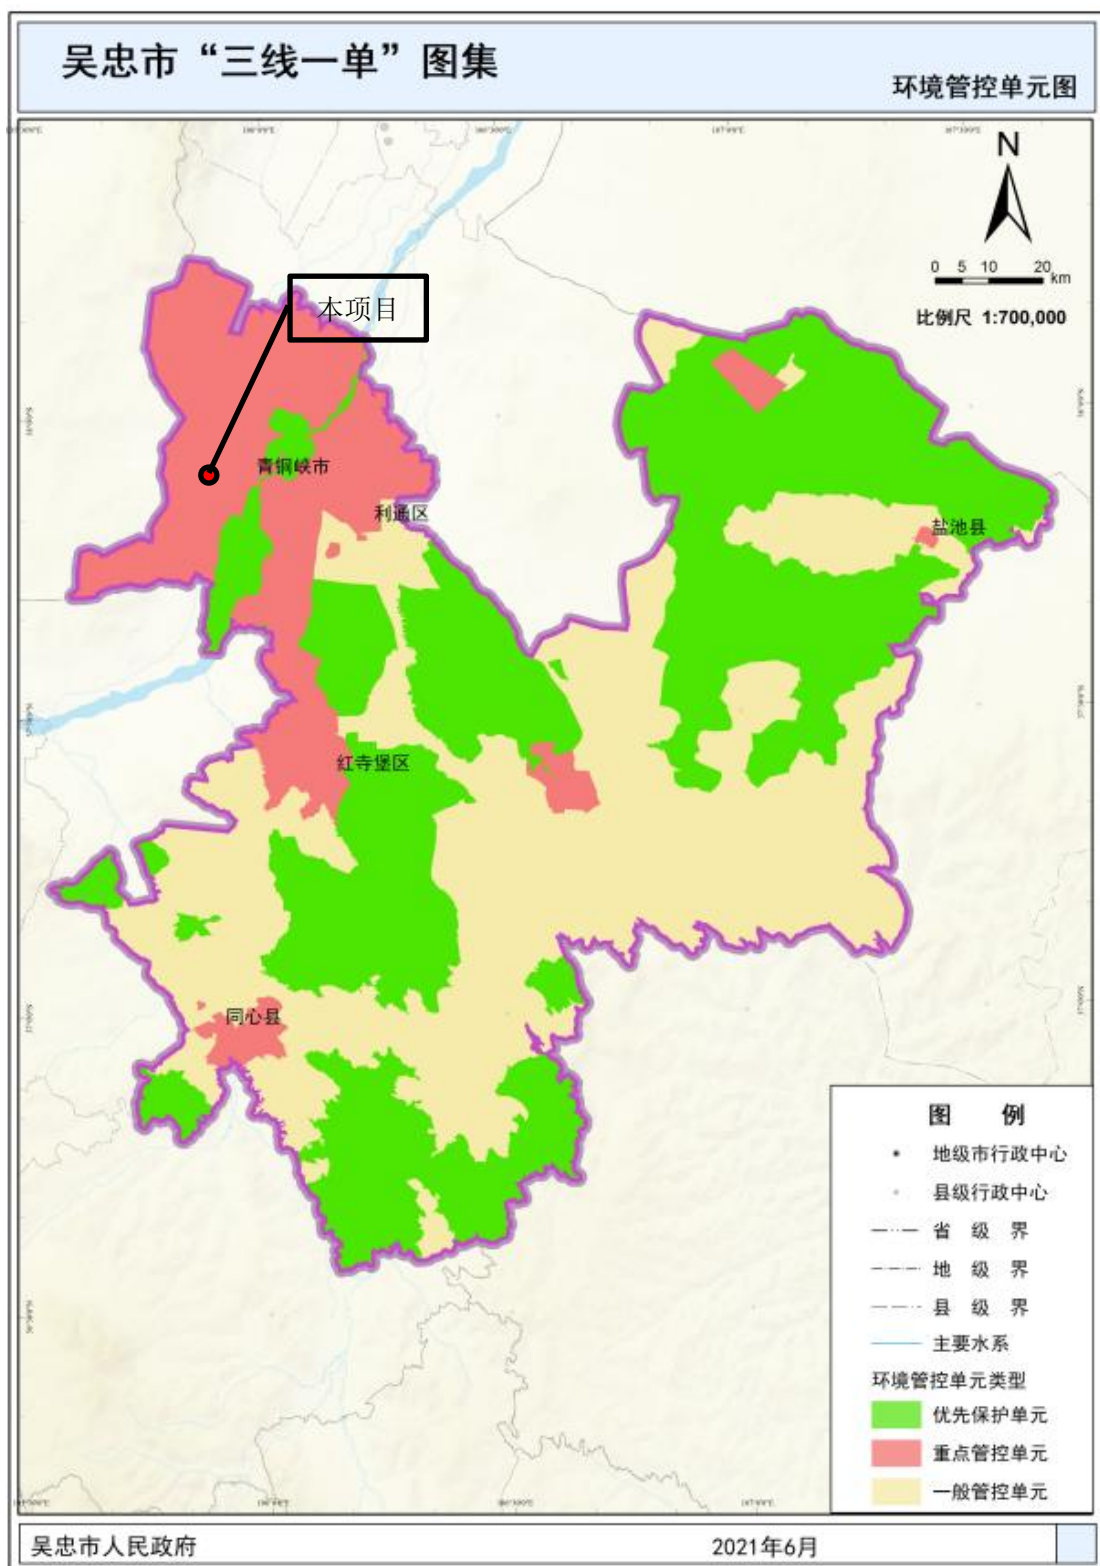 吴忠市“三线一单”图集
环境管控单元图
N
0 5 10 20
km
比例尺 1:700,000
本项目
青铜峡市
利通区
盐池县
红寺堡区
同心县
图 例
地级市行政中心
县级行政中心
省 级 界
地 级 界
县 级 界
主要水系
环境管控单元类型
优先保护单元
重点管控单元
一般管控单元
吴忠市人民政府
2021年6月